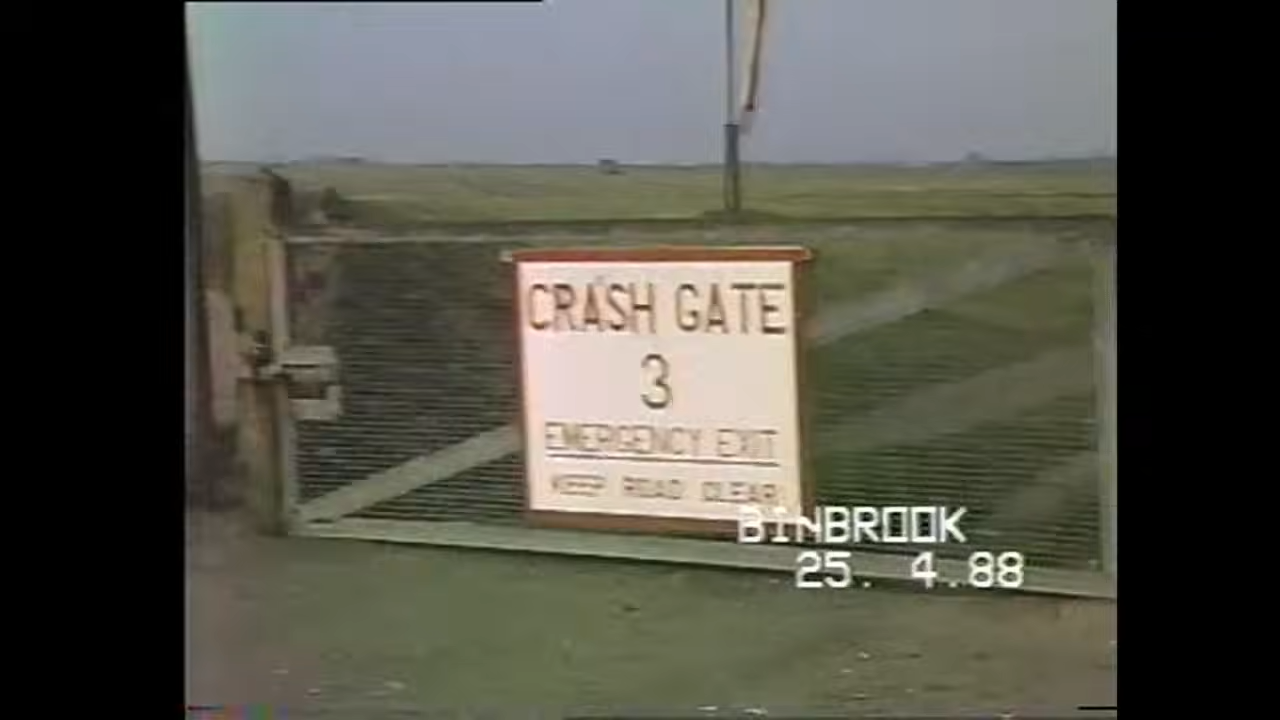 CRASH GATE
3
EMERGENCY EXIT
KEEP ROAD CLEAR
BINBROOK
25. 4.88